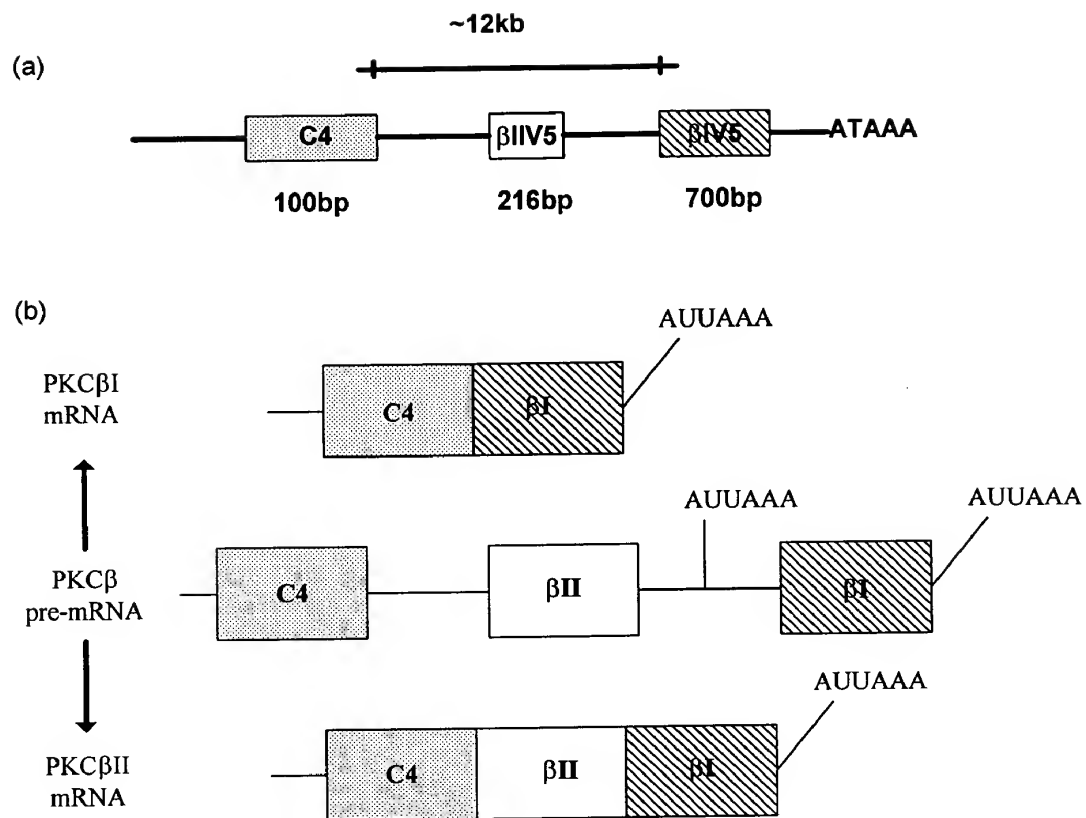 ~12kb
(a)
C4
βIIV5
βIV5
ATAAA
100bp
216bp
700bp
(b)
AUUAAA
PKCβI
mRNA
C4
βI
AUUAAA
AUUAAA
PKCβ
pre-mRNA
C4
βII
βI
AUUAAA
PKCβII
mRNA
C4
βII
βI